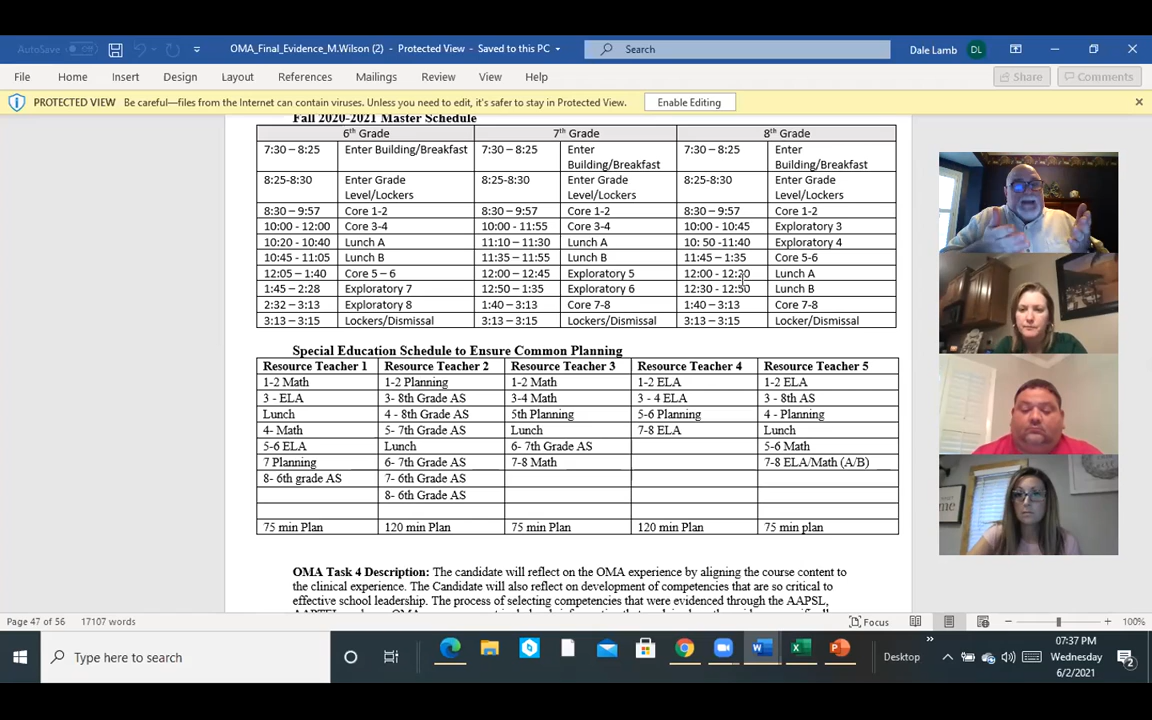 AutoSave Off OMA_Final_Evidence_M.Wilson (2) - Protected View - Saved to this PC Search Dale Lamb DL
File Home Insert Design Layout References Mailings Review View Help Share Comments
PROTECTED VIEW Be careful—files from the Internet can contain viruses. Unless you need to edit, it's safer to stay in Protected View. Enable Editing
Fall 2020-2021 Master Schedule
6th Grade 7th Grade 8th Grade
7:30 – 8:25 Enter Building/Breakfast 7:30 – 8:25 Enter 7:30 – 8:25 Enter
Building/Breakfast Building/Breakfast
8:25-8:30 Enter Grade 8:25-8:30 Enter Grade 8:25-8:30 Enter Grade
Level/Lockers Level/Lockers Level/Lockers
8:30 – 9:57 Core 1-2 8:30 – 9:57 Core 1-2 8:30 – 9:57 Core 1-2
10:00 - 12:00 Core 3-4 10:00 - 11:55 Core 3-4 10:00 - 10:45 Exploratory 3
10:20 - 10:40 Lunch A 11:10 – 11:30 Lunch A 10: 50 -11:40 Exploratory 4
10:45 - 11:05 Lunch B 11:35 – 11:55 Lunch B 11:45 – 1:35 Core 5-6
12:05 – 1:40 Core 5 – 6 12:00 - 12:45 Exploratory 5 12:00 - 12:20 Lunch A
1:45 – 2:28 Exploratory 7 12:50 – 1:35 Exploratory 6 12:30 - 12:50 Lunch B
2:32 – 3:13 Exploratory 8 1:40 – 3:13 Core 7-8 1:40 – 3:13 Core 7-8
3:13 – 3:15 Lockers/Dismissal 3:13 – 3:15 Lockers/Dismissal 3:13 – 3:15 Locker/Dismissal
Special Education Schedule to Ensure Common Planning
Resource Teacher 1 Resource Teacher 2 Resource Teacher 3 Resource Teacher 4 Resource Teacher 5
1-2 Math 1-2 Planning 1-2 Math 1-2 ELA 1-2 ELA
3 - ELA 3- 8th Grade AS 3-4 Math 3 - 4 ELA 3 - 8th AS
Lunch 4 - 8th Grade AS 5th Planning 5-6 Planning 4 - Planning
4- Math 5- 7th Grade AS Lunch 7-8 ELA Lunch
5-6 ELA Lunch 6- 7th Grade AS 5-6 Math
7 Planning 6- 7th Grade AS 7-8 Math 7-8 ELA/Math (A/B)
8- 6th grade AS 7- 6th Grade AS
8- 6th Grade AS
75 min Plan 120 min Plan 75 min Plan 120 min Plan 75 min plan
OMA Task 4 Description: The candidate will reflect on the OMA experience by aligning the course content to
the clinical experience. The Candidate will also reflect on development of competencies that are so critical to
effective school leadership. The process of selecting competencies that were evidenced through the AAPSL,
Page 47 of 56 17107 words Focus 100%
Type here to search Desktop 07:37 PM
Wednesday
6/2/2021
2